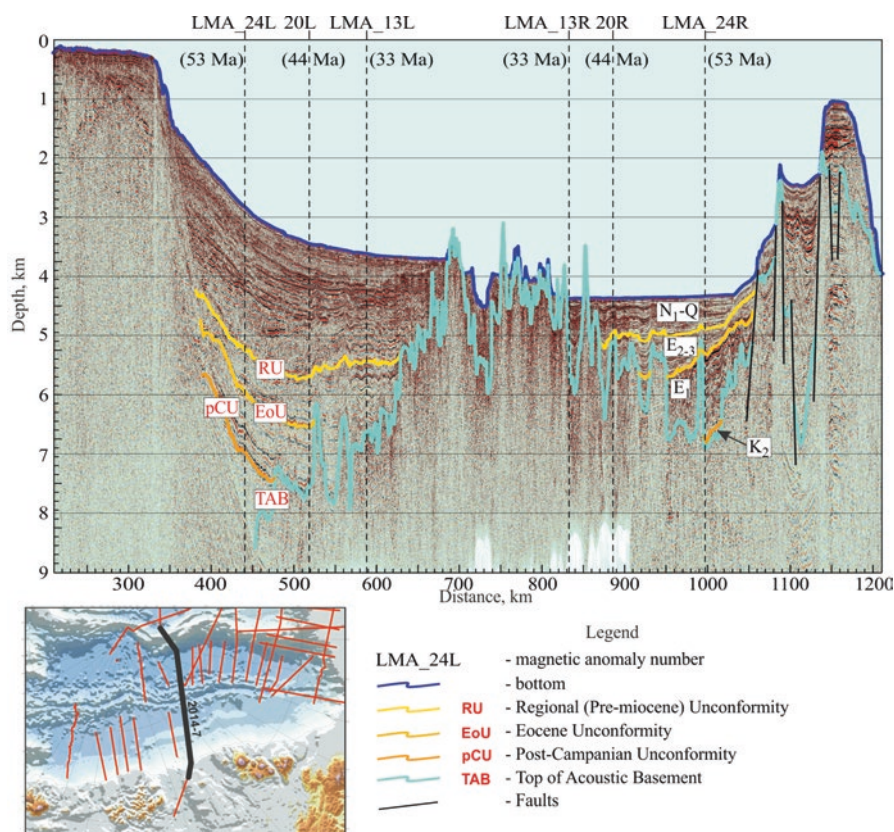 LMA_24L 20L LMA_13L LMA_13R 20R LMA_24R
(53 Ma) (44 Ma) (33 Ma) (33 Ma) (44 Ma) (53 Ma)
0
1
2
3
4
5
6
7
8
9
Depth, km
RU
EoU
pCU
TAB
N1-Q
E2-3
E1
K2
300 400 500 600 700 800 900 1000 1100 1200
Distance, km
2014-7
Legend
LMA_24L - magnetic anomaly number
- bottom
RU - Regional (Pre-miocene) Unconformity
EoU - Eocene Unconformity
pCU - Post-Campanian Unconformity
TAB - Top of Acoustic Basement
- Faults